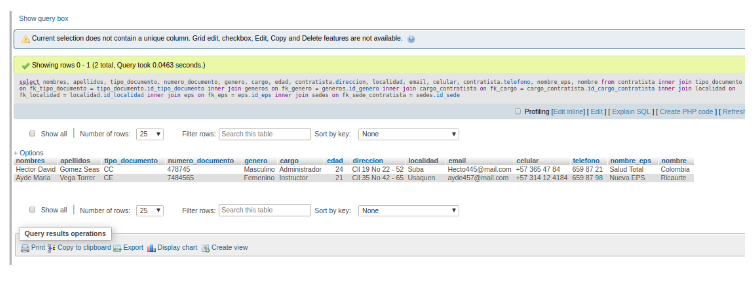 Show query box
Current selection does not contain a unique column. Grid edit, checkbox, Edit, Copy and Delete features are not available.
Showing rows 0 - 1 (2 total, Query took 0.0463 seconds.)
select nombres, apellidos, tipo_documento, numero_documento, genero, cargo, edad, contratista.direccion, localidad, email, celular, contratista.telefono, nombre_eps, nombre from contratista inner join tipo_documento
on fk_tipo_documento = tipo_documento.id_tipo_documento inner join generos on fk_genero = generos.id_genero inner join cargo_contratista on fk_cargo = cargo_contratista.id_cargo_contratista inner join localidad on
fk_localidad = localidad.id_localidad inner join eps on fk_eps = eps.id_eps inner join sedes on fk_sede_contratista = sedes.id_sede
Profiling [Edit inline] [ Edit ] [ Explain SQL ] [ Create PHP code ] [ Refresh
Show all | Number of rows: 25 Filter rows: Search this table Sort by key: None
+ Options
nombres apellidos tipo_documento numero_documento genero cargo edad direccion localidad email celular telefono nombre_eps nombre
Hector David Gomez Seas CC 478745 Masculino Administrador 24 Cll 19 No 22 - 52 Suba Hecto445@mail.com +57 365 47 84 659 87 21 Salud Total Colombia
Ayde Maria Vega Torrer CE 7484565 Femenino Instructor 21 Cll 35 No 42 - 65 Usaquen ayde457@mail.com +57 314 12 4184 659 87 98 Nueva EPS Ricaurte
Show all | Number of rows: 25 Filter rows: Search this table Sort by key: None
Query results operations
Print Copy to clipboard Export Display chart Create view